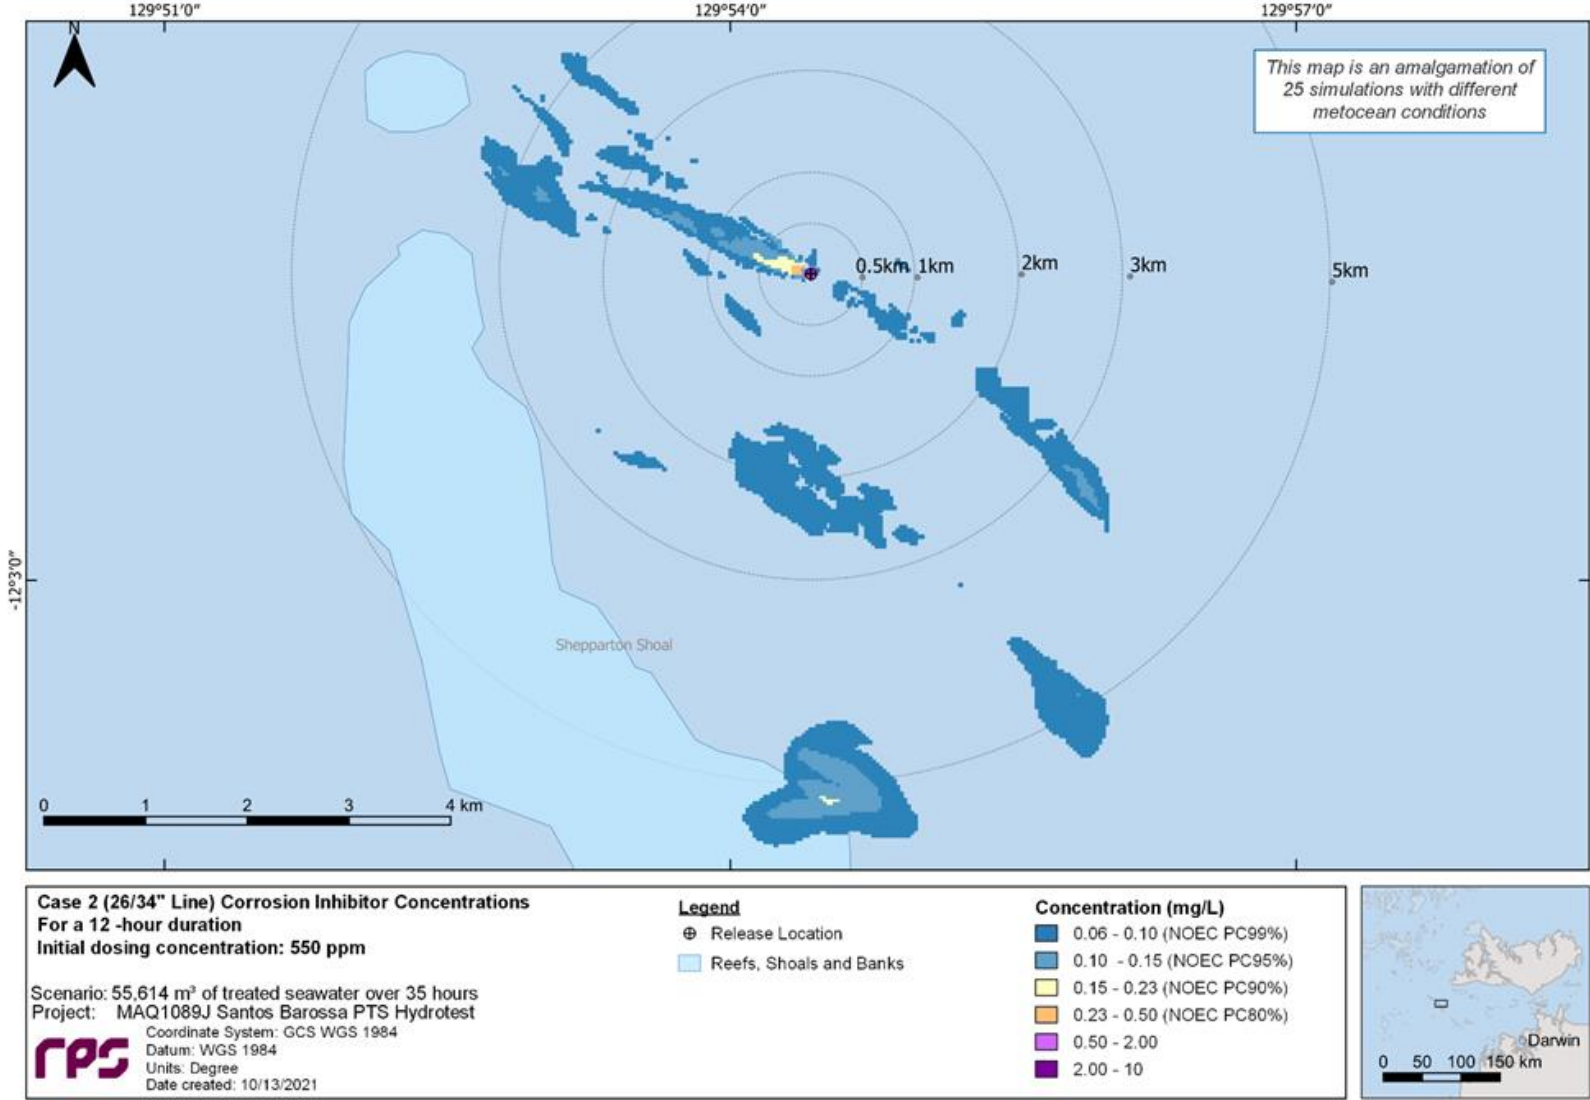 129°51'0"
129°54'0"
129°57'0"
N
This map is an amalgamation of
25 simulations with different
metocean conditions
0.5km
1km
2km
3km
5km
-12°3'0"
Shepparton Shoal
0 1 2 3 4 km
Case 2 (26/34" Line) Corrosion Inhibitor Concentrations
For a 12 -hour duration
Initial dosing concentration: 550 ppm
Scenario: 55,614 m³ of treated seawater over 35 hours
Project: MAQ1089J Santos Barossa PTS Hydrotest
rps
Coordinate System: GCS WGS 1984
Datum: WGS 1984
Units: Degree
Date created: 10/13/2021
Legend
Release Location
Reefs, Shoals and Banks
Concentration (mg/L)
0.06 - 0.10 (NOEC PC99%)
0.10 - 0.15 (NOEC PC95%)
0.15 - 0.23 (NOEC PC90%)
0.23 - 0.50 (NOEC PC80%)
0.50 - 2.00
2.00 - 10
Darwin
0 50 100 150 km